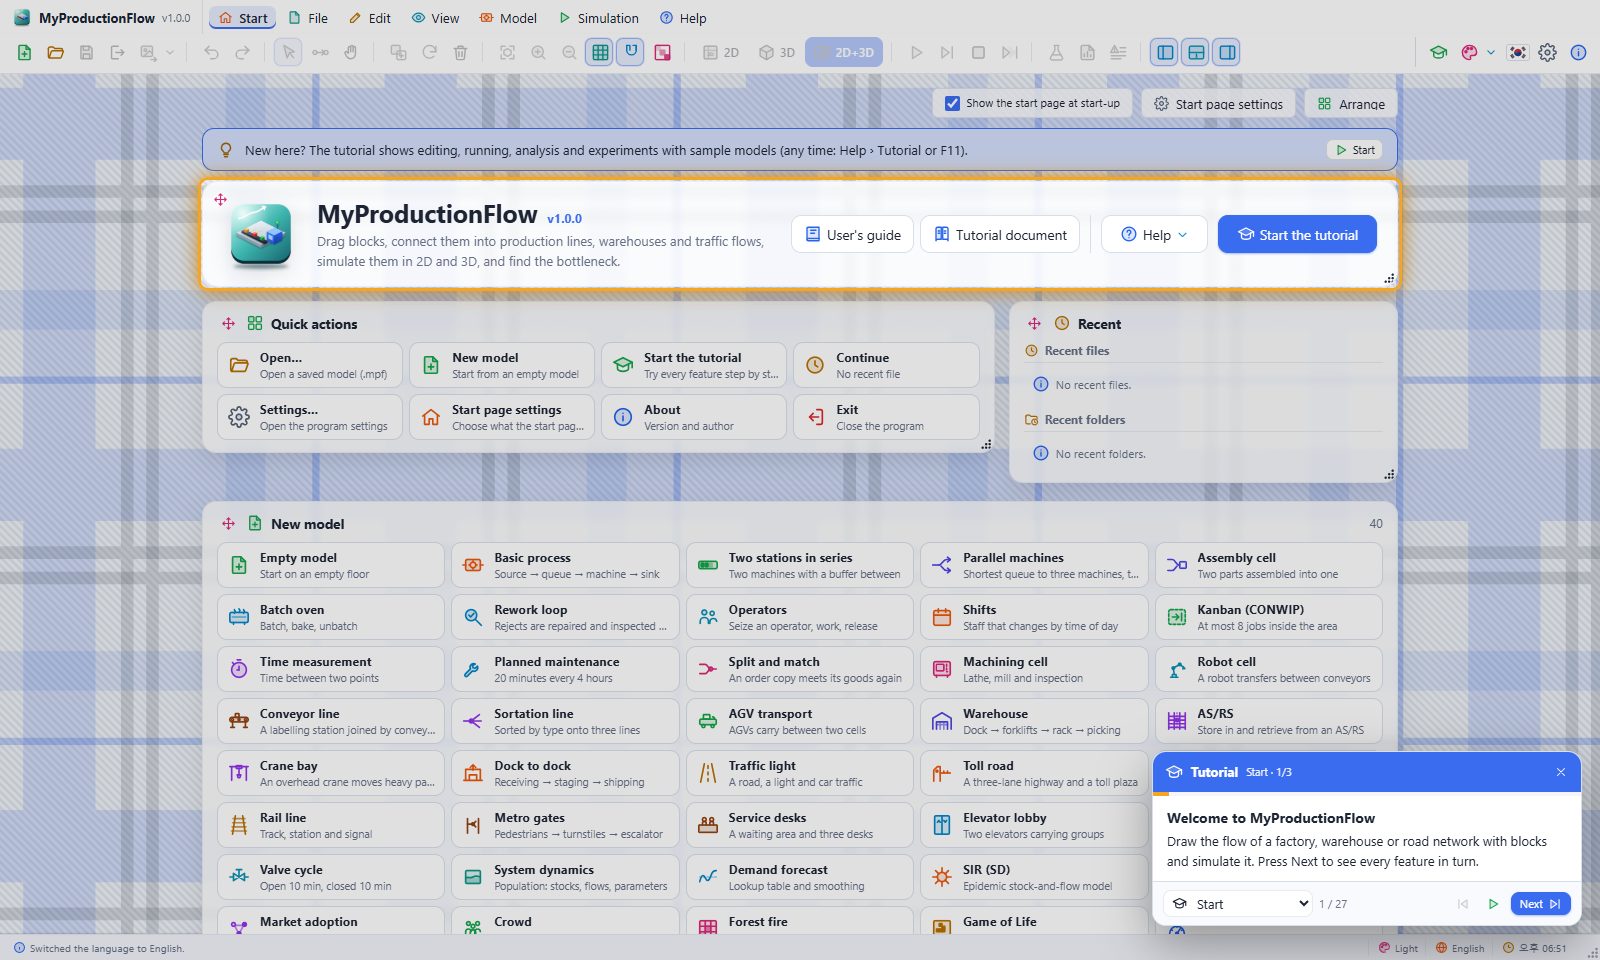 MyProductionFlow v1.0.0
Start File Edit View Model Simulation Help
2D 3D 2D+3D
Show the start page at start-up
Start page settings
Arrange
New here? The tutorial shows editing, running, analysis and experiments with sample models (any time: Help › Tutorial or F11).
Start
MyProductionFlow v1.0.0
Drag blocks, connect them into production lines, warehouses and traffic flows,
simulate them in 2D and 3D, and find the bottleneck.
User's guide
Tutorial document
Help
Start the tutorial
Quick actions
Open...
Open a saved model (.mpf)
New model
Start from an empty model
Start the tutorial
Try every feature step by st...
Continue
No recent file
Settings...
Open the program settings
Start page settings
Choose what the start pag...
About
Version and author
Exit
Close the program
Recent
Recent files
No recent files.
Recent folders
No recent folders.
New model
40
Empty model
Start on an empty floor
Basic process
Source → queue → machine → sink
Two stations in series
Two machines with a buffer between
Parallel machines
Shortest queue to three machines, t...
Assembly cell
Two parts assembled into one
Batch oven
Batch, bake, unbatch
Rework loop
Rejects are repaired and inspected ...
Operators
Seize an operator, work, release
Shifts
Staff that changes by time of day
Kanban (CONWIP)
At most 8 jobs inside the area
Time measurement
Time between two points
Planned maintenance
20 minutes every 4 hours
Split and match
An order copy meets its goods again
Machining cell
Lathe, mill and inspection
Robot cell
A robot transfers between conveyors
Conveyor line
A labelling station joined by convey...
Sortation line
Sorted by type onto three lines
AGV transport
AGVs carry between two cells
Warehouse
Dock → forklifts → rack → picking
AS/RS
Store in and retrieve from an AS/RS
Crane bay
An overhead crane moves heavy pa...
Dock to dock
Receiving → staging → shipping
Traffic light
A road, a light and car traffic
Toll road
A three-lane highway and a toll plaza
Rail line
Track, station and signal
Metro gates
Pedestrians → turnstiles → escalator
Service desks
A waiting area and three desks
Elevator lobby
Two elevators carrying groups
Valve cycle
Open 10 min, closed 10 min
System dynamics
Population: stocks, flows, parameters
Demand forecast
Lookup table and smoothing
SIR (SD)
Epidemic stock-and-flow model
Market adoption
Crowd
Forest fire
Game of Life
Tutorial Start · 1/3
Welcome to MyProductionFlow
Draw the flow of a factory, warehouse or road network with blocks
and simulate it. Press Next to see every feature in turn.
Start
1 / 27
Next
Switched the language to English.
Light
English
오후 06:51